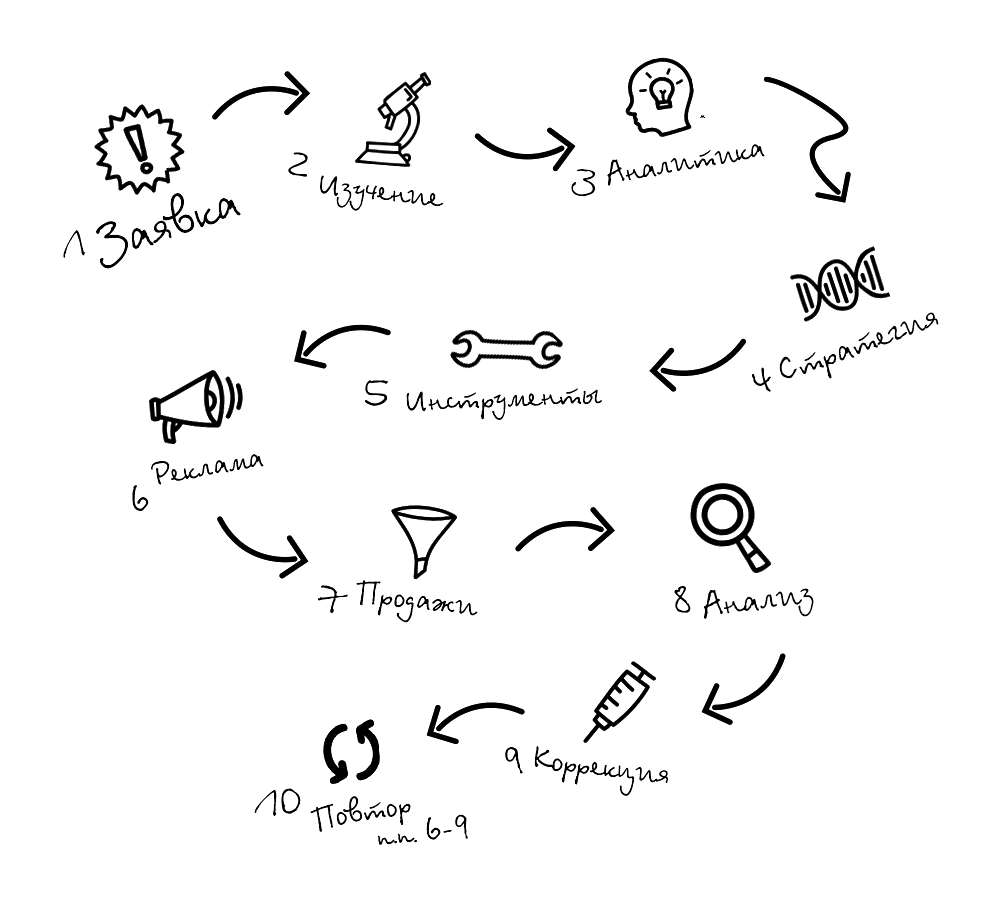 1 Заявка
2 Изучение
3 Аналитика
4 Стратегия
5 Инструменты
6 Реклама
7 Продажи
8 Анализ
9 Коррекция
10 Повтор
п.п. 6-9